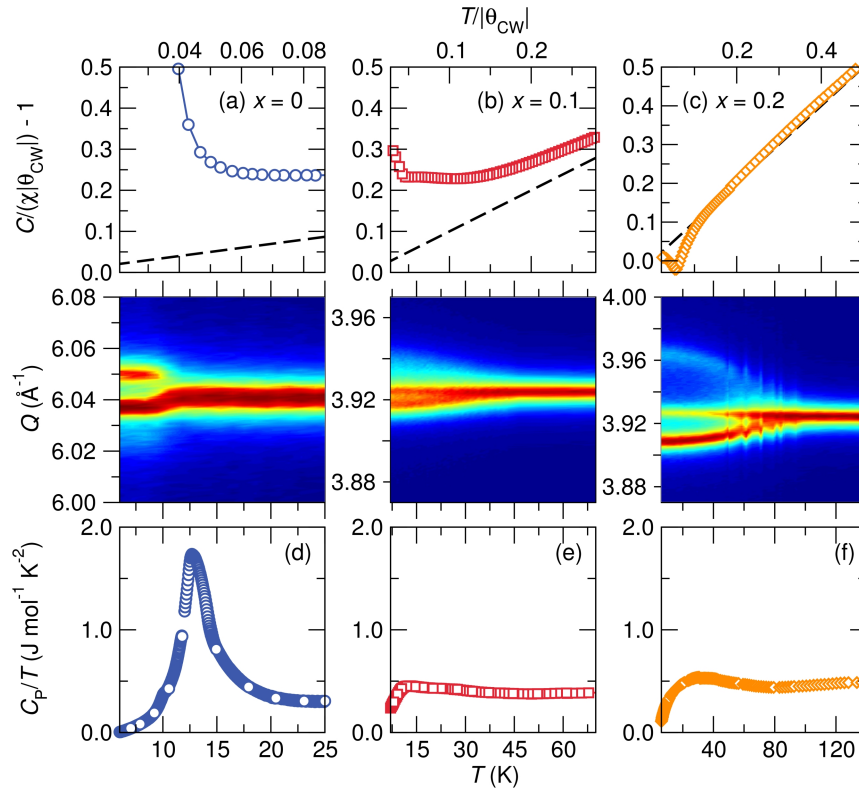 T/|θCW|
0.04 0.06 0.08
0.1 0.2
0.2 0.4
C/(χ|θCW|) - 1
0.5
0.4
0.3
0.2
0.1
0.0
(a) x = 0
0.5
0.4
0.3
0.2
0.1
0.0
(b) x = 0.1
0.5
0.4
0.3
0.2
0.1
0.0
(c) x = 0.2
Q (Å⁻¹)
6.08
6.06
6.04
6.02
6.00
3.96
3.92
3.88
4.00
3.96
3.92
3.88
CP/T (J mol⁻¹ K⁻²)
2.0
1.0
0.0
(d)
10 15 20 25
2.0
1.0
0.0
(e)
15 30 45 60
2.0
1.0
0.0
(f)
40 80 120
T (K)